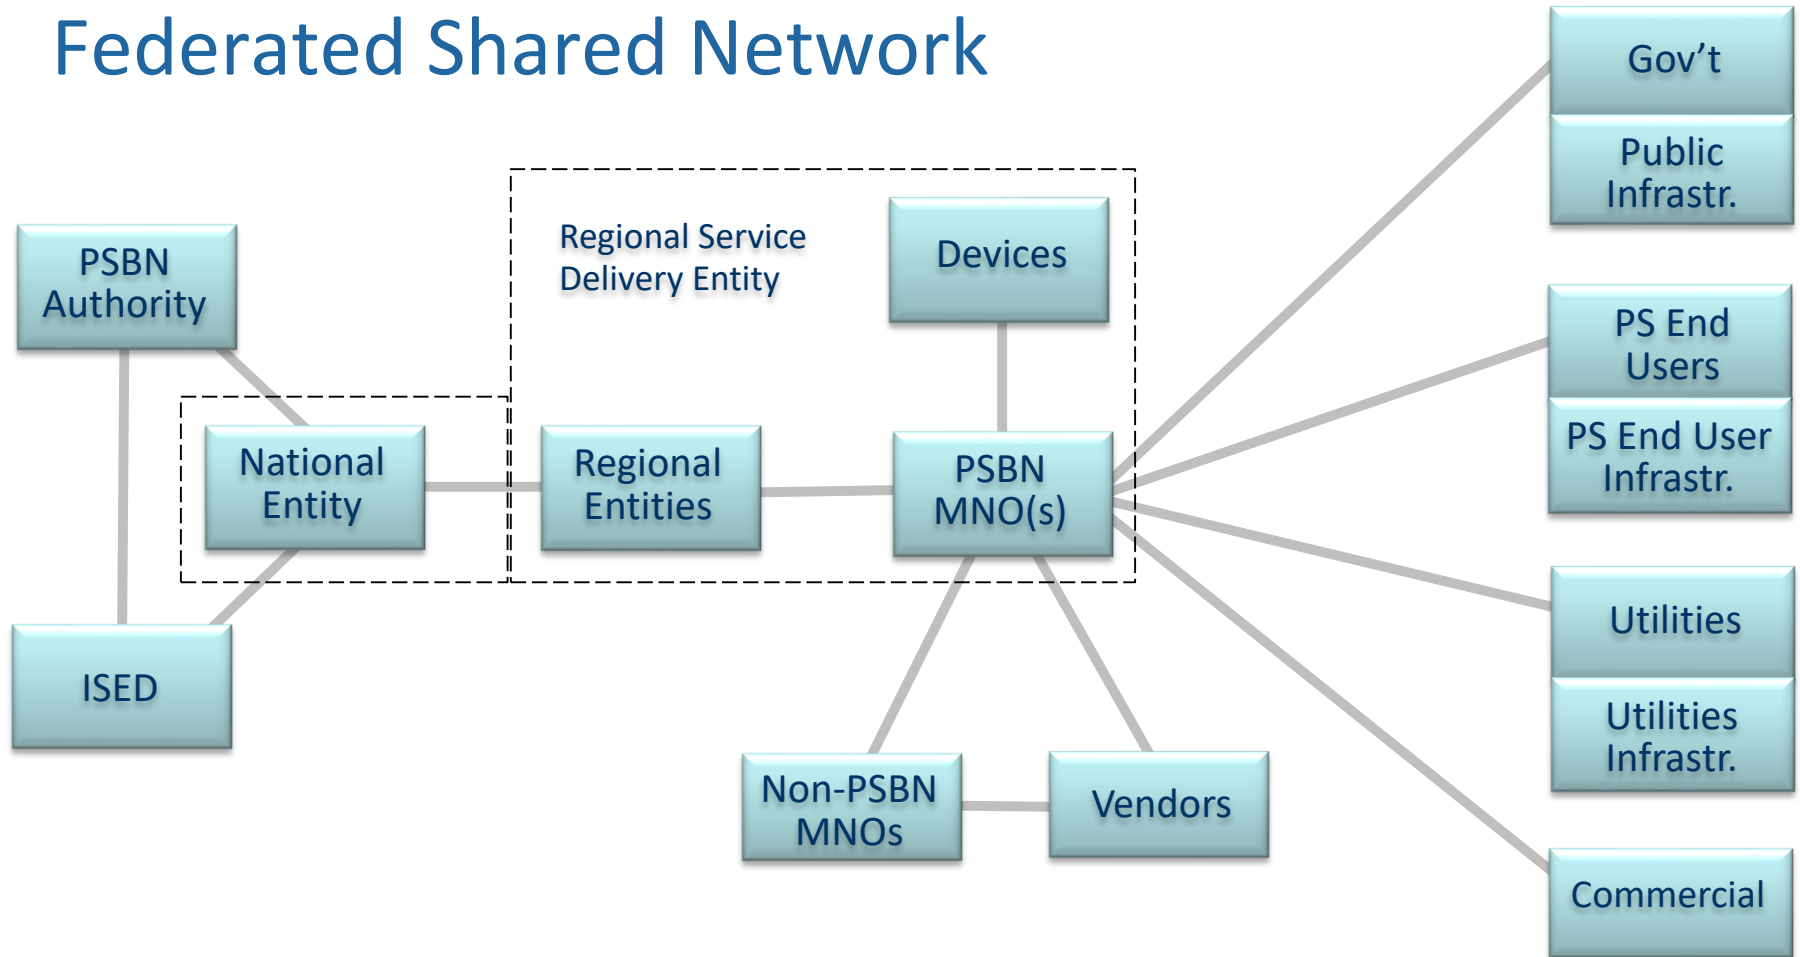 Federated Shared Network
Gov’t
Public
Infrastr.
Regional Service
Delivery Entity
Devices
PSBN
Authority
PS End
Users
PS End User
Infrastr.
National
Entity
Regional
Entities
PSBN
MNO(s)
Utilities
Utilities
Infrastr.
ISED
Non-PSBN
MNOs
Vendors
Commercial